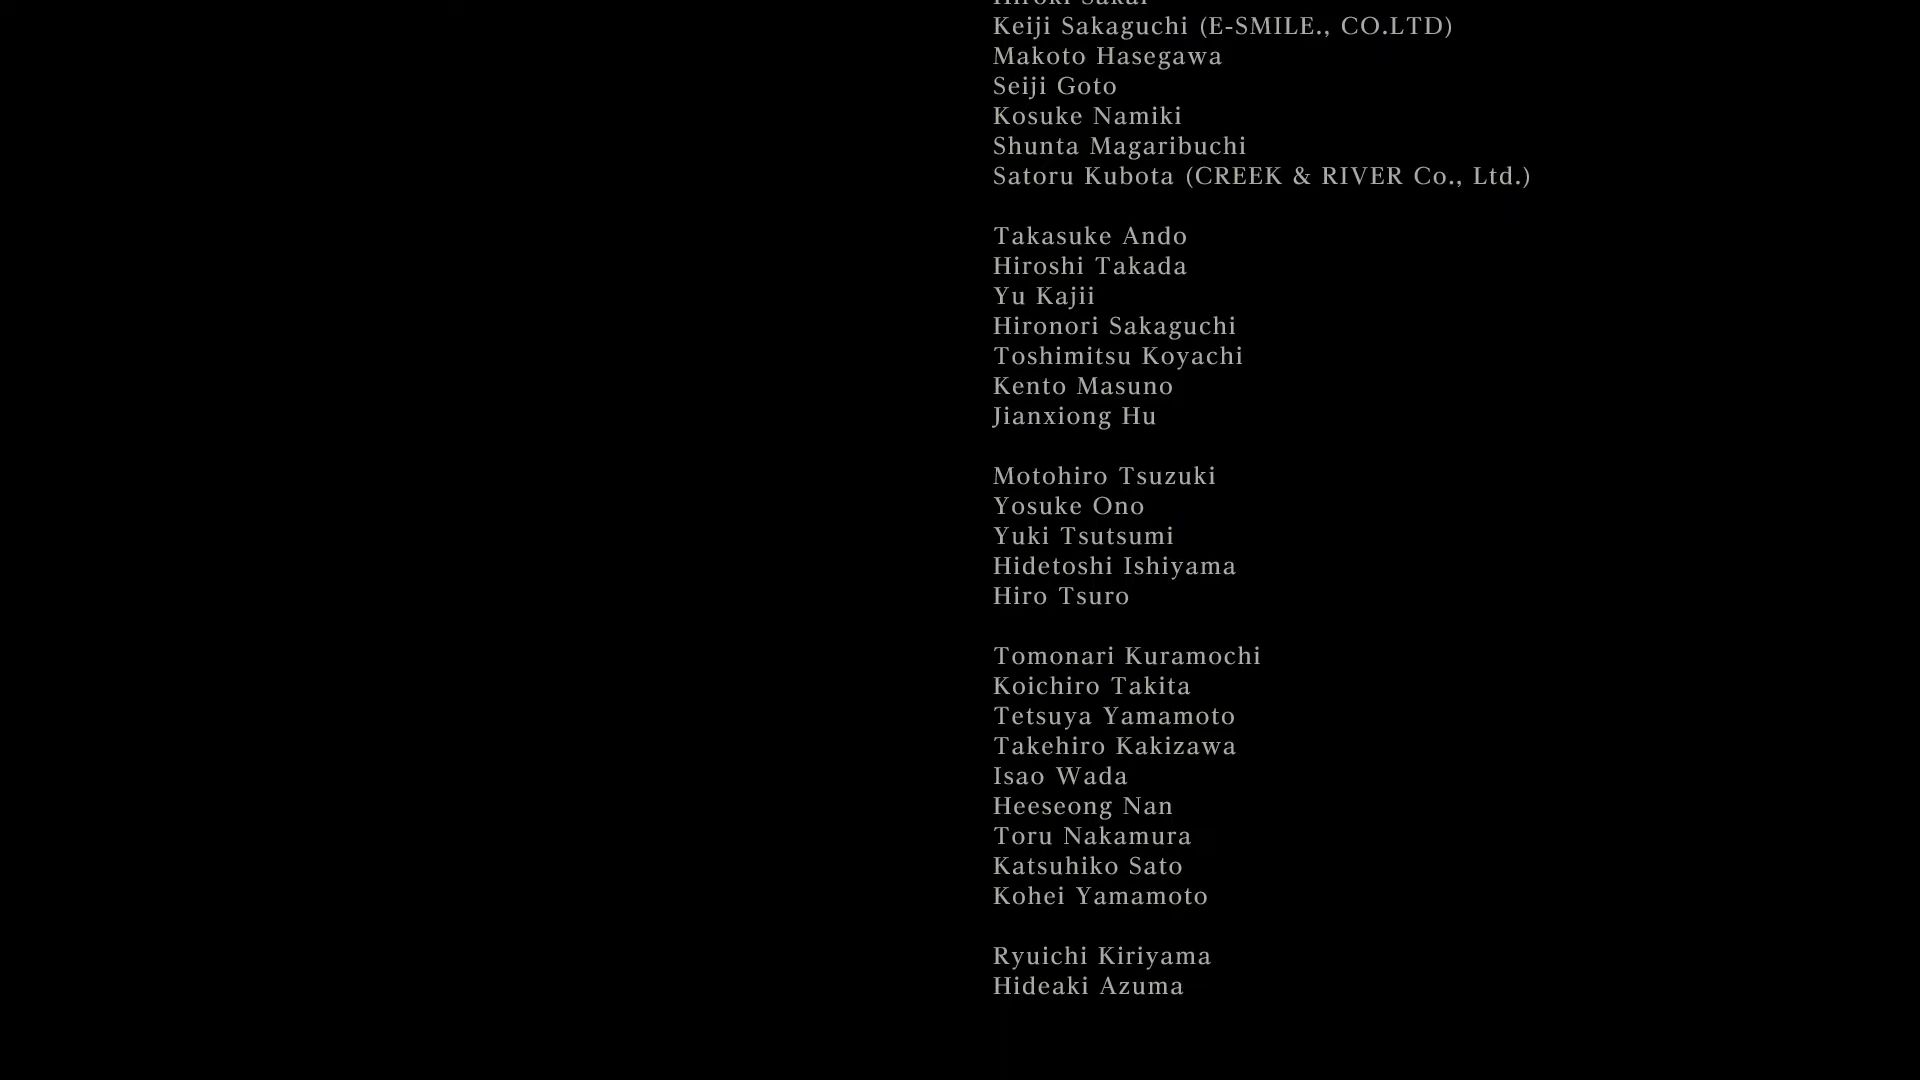 Hiroki Sakai
Keiji Sakaguchi (E-SMILE., CO.LTD)
Makoto Hasegawa
Seiji Goto
Kosuke Namiki
Shunta Magaribuchi
Satoru Kubota (CREEK & RIVER Co., Ltd.)
Takasuke Ando
Hiroshi Takada
Yu Kajii
Hironori Sakaguchi
Toshimitsu Koyachi
Kento Masuno
Jianxiong Hu
Motohiro Tsuzuki
Yosuke Ono
Yuki Tsutsumi
Hidetoshi Ishiyama
Hiro Tsuro
Tomonari Kuramochi
Koichiro Takita
Tetsuya Yamamoto
Takehiro Kakizawa
Isao Wada
Heeseong Nan
Toru Nakamura
Katsuhiko Sato
Kohei Yamamoto
Ryuichi Kiriyama
Hideaki Azuma